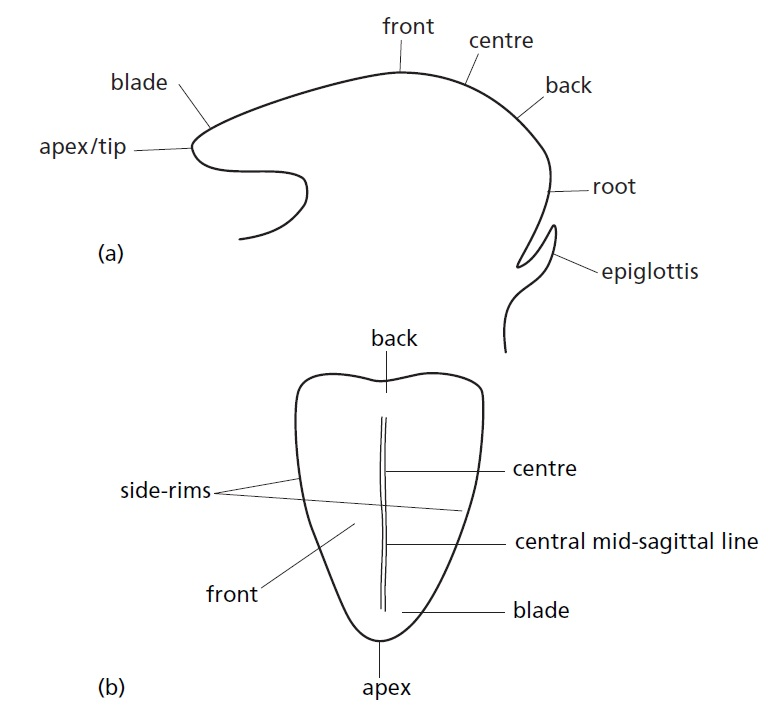 front
centre
blade
back
apex/tip
root
(a)
epiglottis
back
centre
side-rims
central mid-sagittal line
front
blade
(b)
apex